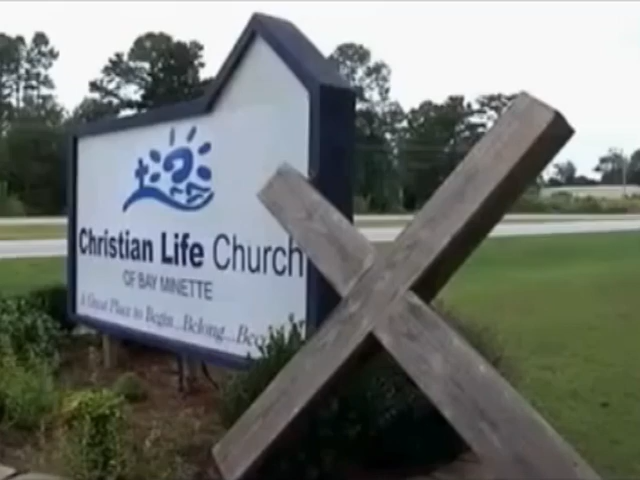 Christian Life Church
OF BAY MINETTE
A Great Place to Begin...Belong...